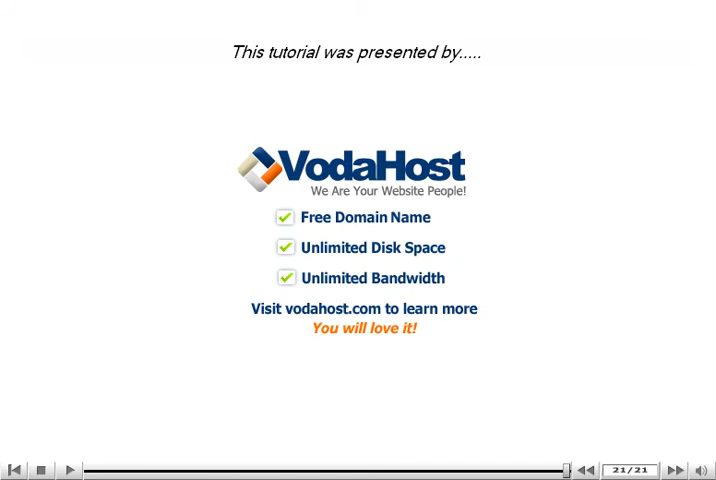 This tutorial was presented by.....
VodaHost
We Are Your Website People!
Free Domain Name
Unlimited Disk Space
Unlimited Bandwidth
Visit vodahost.com to learn more
You will love it!
21/21